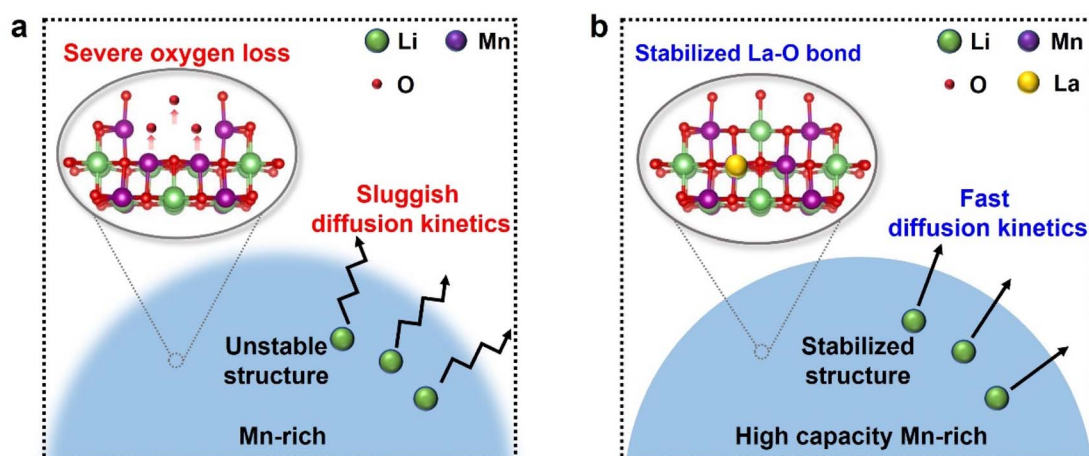 a
Severe oxygen loss
Li Mn
O
Sluggish
diffusion kinetics
Unstable
structure
Mn-rich
b
Stabilized La-O bond
Li Mn
O La
Fast
diffusion kinetics
Stabilized
structure
High capacity Mn-rich